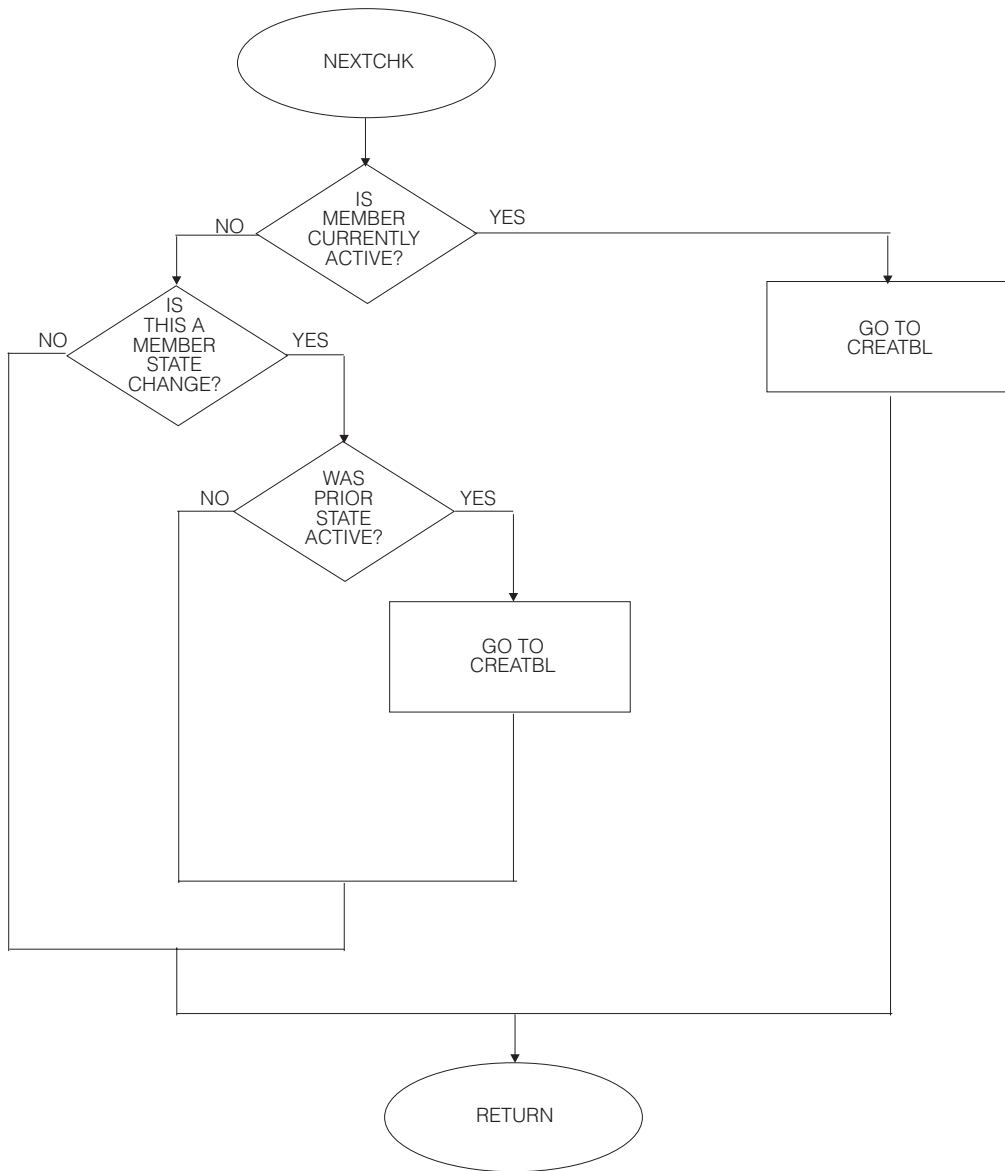 NEXTCHK
IS
MEMBER
CURRENTLY
ACTIVE?
NO
YES
IS
THIS A
MEMBER
STATE
CHANGE?
NO
YES
GO TO
CREATBL
WAS
PRIOR
STATE
ACTIVE?
NO
YES
GO TO
CREATBL
RETURN